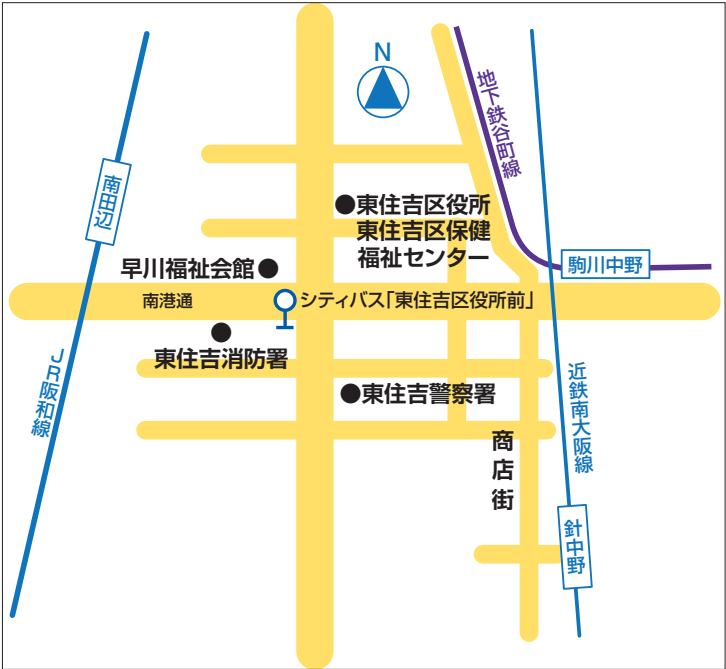 N
地下鉄谷町線
南田辺
東住吉区役所
東住吉区保健
福祉センター
早川福祉会館
駒川中野
南港通
シティバス「東住吉区役所前」
東住吉消防署
JR阪和線
東住吉警察署
近鉄南大阪線
商店街
針中野